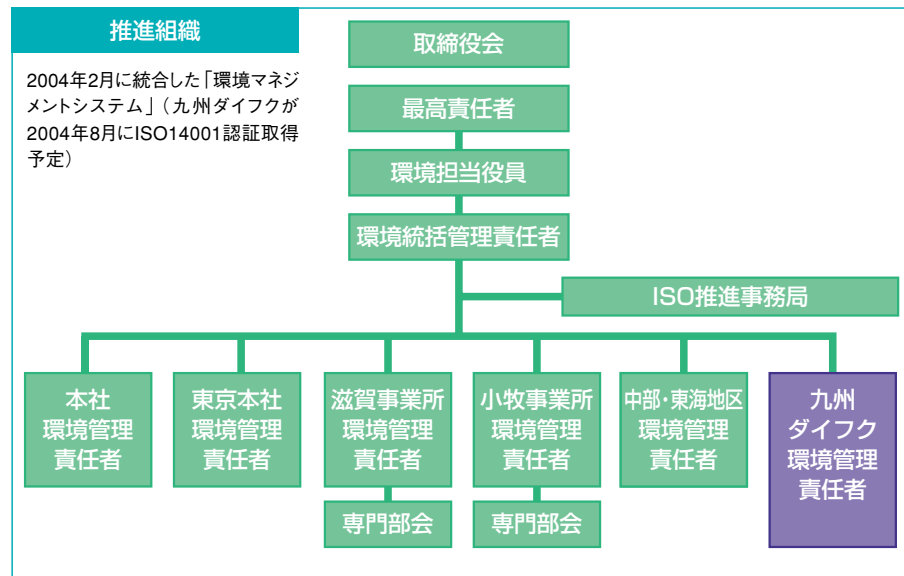 推進組織
2004年2月に統合した「環境マネジ
メントシステム」（九州ダイフクが
2004年8月にISO14001認証取得
予定）
取締役会
最高責任者
環境担当役員
環境統括管理責任者
ISO推進事務局
本社
環境管理
責任者
東京本社
環境管理
責任者
滋賀事業所
環境管理
責任者
小牧事業所
環境管理
責任者
中部・東海地区
環境管理
責任者
九州
ダイフク
環境管理
責任者
専門部会
専門部会